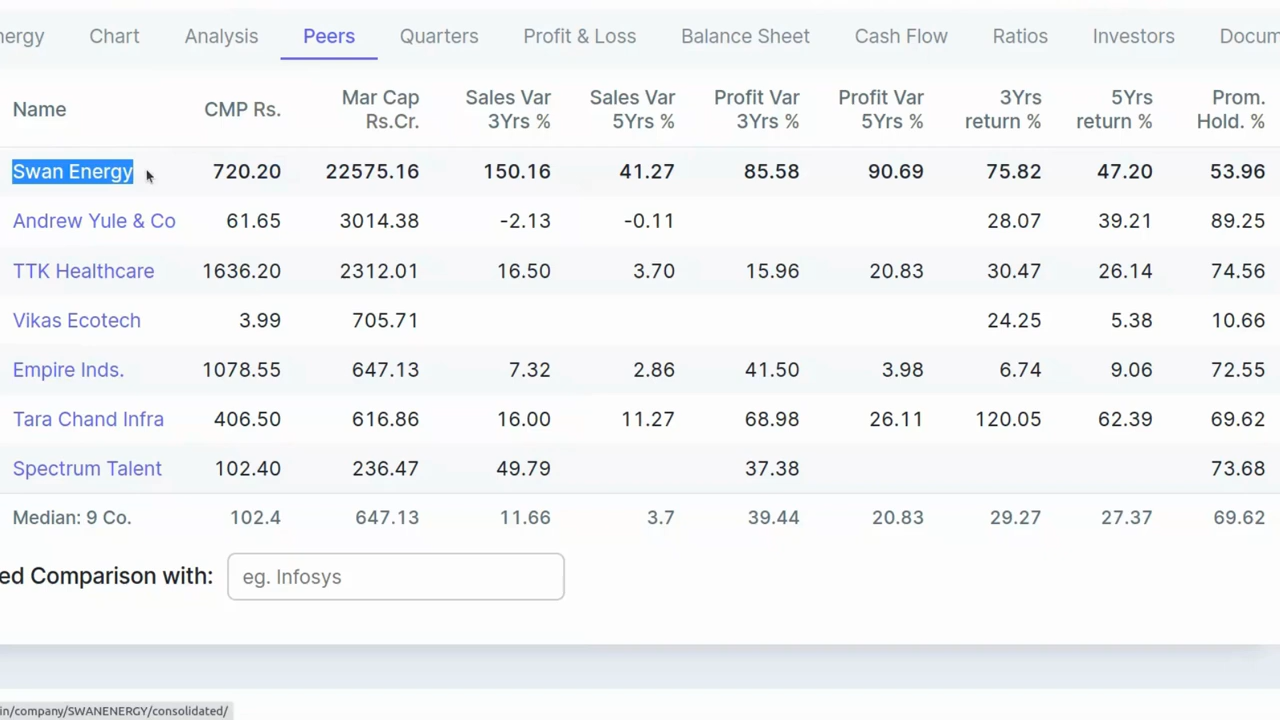 nergy Chart Analysis Peers Quarters Profit & Loss Balance Sheet Cash Flow Ratios Investors Docum
Name CMP Rs. Mar Cap Rs.Cr. Sales Var 3Yrs % Sales Var 5Yrs % Profit Var 3Yrs % Profit Var 5Yrs % 3Yrs return % 5Yrs return % Prom. Hold. %
Swan Energy 720.20 22575.16 150.16 41.27 85.58 90.69 75.82 47.20 53.96
Andrew Yule & Co 61.65 3014.38 -2.13 -0.11 28.07 39.21 89.25
TTK Healthcare 1636.20 2312.01 16.50 3.70 15.96 20.83 30.47 26.14 74.56
Vikas Ecotech 3.99 705.71 24.25 5.38 10.66
Empire Inds. 1078.55 647.13 7.32 2.86 41.50 3.98 6.74 9.06 72.55
Tara Chand Infra 406.50 616.86 16.00 11.27 68.98 26.11 120.05 62.39 69.62
Spectrum Talent 102.40 236.47 49.79 37.38 73.68
Median: 9 Co. 102.4 647.13 11.66 3.7 39.44 20.83 29.27 27.37 69.62
ed Comparison with: eg. Infosys
in/company/SWANENERGY/consolidated/